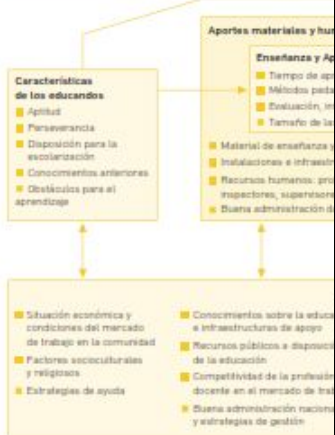 Aportes materiales y hum
Enseñanza y Ap
Tiempo de apr
Métodos peda
Evaluación, in
Tamaño de la
Características
de los educandos
Aptitud
Perseverancia
Disposición para la
escolarización
Conocimientos anteriores
Obstáculos para el
aprendizaje
Material de enseñanza y
Instalaciones e infraestr
Recursos humanos: pro
inspectores, supervisore
Buena administración d
Situación económica y
condiciones del mercado
de trabajo en la comunidad
Factores socioculturales
y religiosos
Estrategias de ayuda
Conocimientos sobre la educa
e infraestructuras de apoyo
Recursos públicos a disposició
de la educación
Competitividad de la profesión
docente en el mercado de trab
Buena administración naciona
y estrategias de gestión